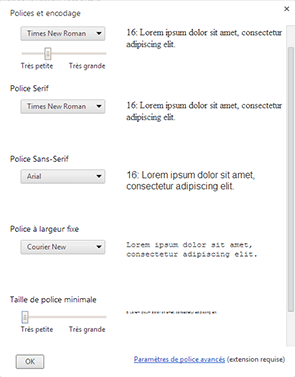 Polices et encodage
Times New Roman
16: Lorem ipsum dolor sit amet, consectetur
adipiscing elit.
Très petite Très grande
Police Serif
Times New Roman
16: Lorem ipsum dolor sit amet, consectetur
adipiscing elit.
Police Sans-Serif
Arial
16: Lorem ipsum dolor sit amet,
consectetur adipiscing elit.
Police à largeur fixe
Courier New
Lorem ipsum dolor sit amet,
consectetur adipiscing elit.
Taille de police minimale
Très petite Très grande
OK
Paramètres de police avancés (extension requise)